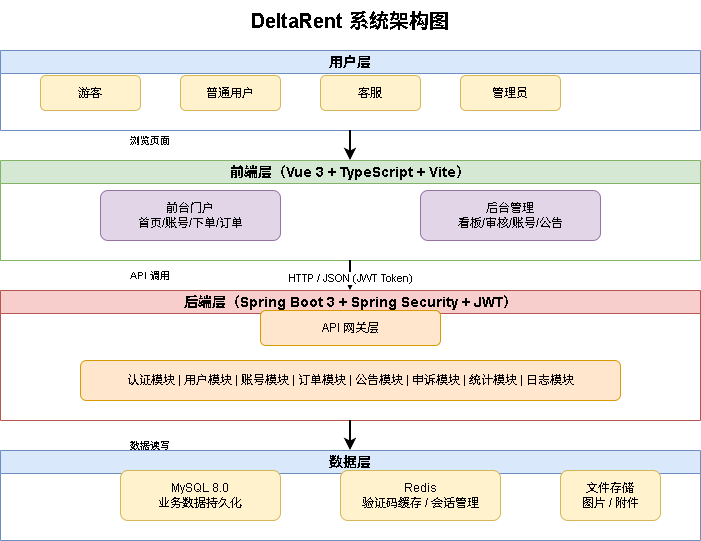 DeltaRent 系统架构图
用户层
游客
普通用户
客服
管理员
浏览页面
前端层（Vue 3 + TypeScript + Vite）
前台门户
首页/账号/下单/订单
后台管理
看板/审核/账号/公告
API 调用
HTTP / JSON (JWT Token)
后端层（Spring Boot 3 + Spring Security + JWT）
API 网关层
认证模块 | 用户模块 | 账号模块 | 订单模块 | 公告模块 | 申诉模块 | 统计模块 | 日志模块
数据读写
数据层
MySQL 8.0
业务数据持久化
Redis
验证码缓存 / 会话管理
文件存储
图片 / 附件